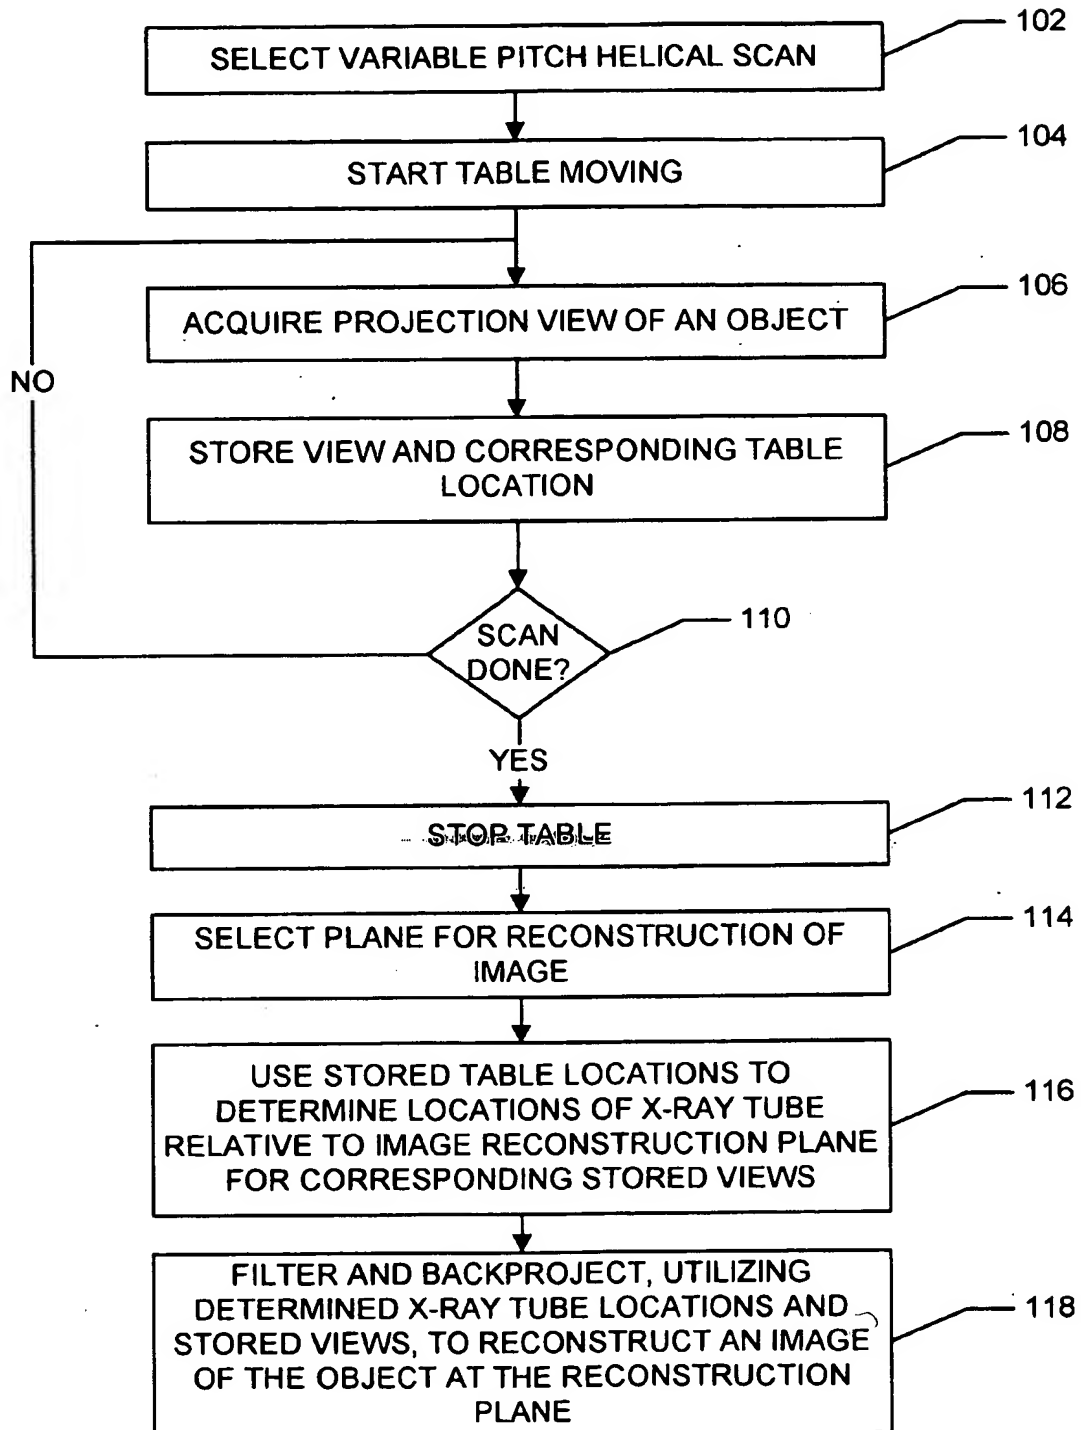 102
SELECT VARIABLE PITCH HELICAL SCAN
104
START TABLE MOVING
106
ACQUIRE PROJECTION VIEW OF AN OBJECT
NO
108
STORE VIEW AND CORRESPONDING TABLE
LOCATION
110
SCAN
DONE?
YES
112
STOP TABLE
114
SELECT PLANE FOR RECONSTRUCTION OF
IMAGE
116
USE STORED TABLE LOCATIONS TO
DETERMINE LOCATIONS OF X-RAY TUBE
RELATIVE TO IMAGE RECONSTRUCTION PLANE
FOR CORRESPONDING STORED VIEWS
118
FILTER AND BACKPROJECT, UTILIZING
DETERMINED X-RAY TUBE LOCATIONS AND
STORED VIEWS, TO RECONSTRUCT AN IMAGE
OF THE OBJECT AT THE RECONSTRUCTION
PLANE